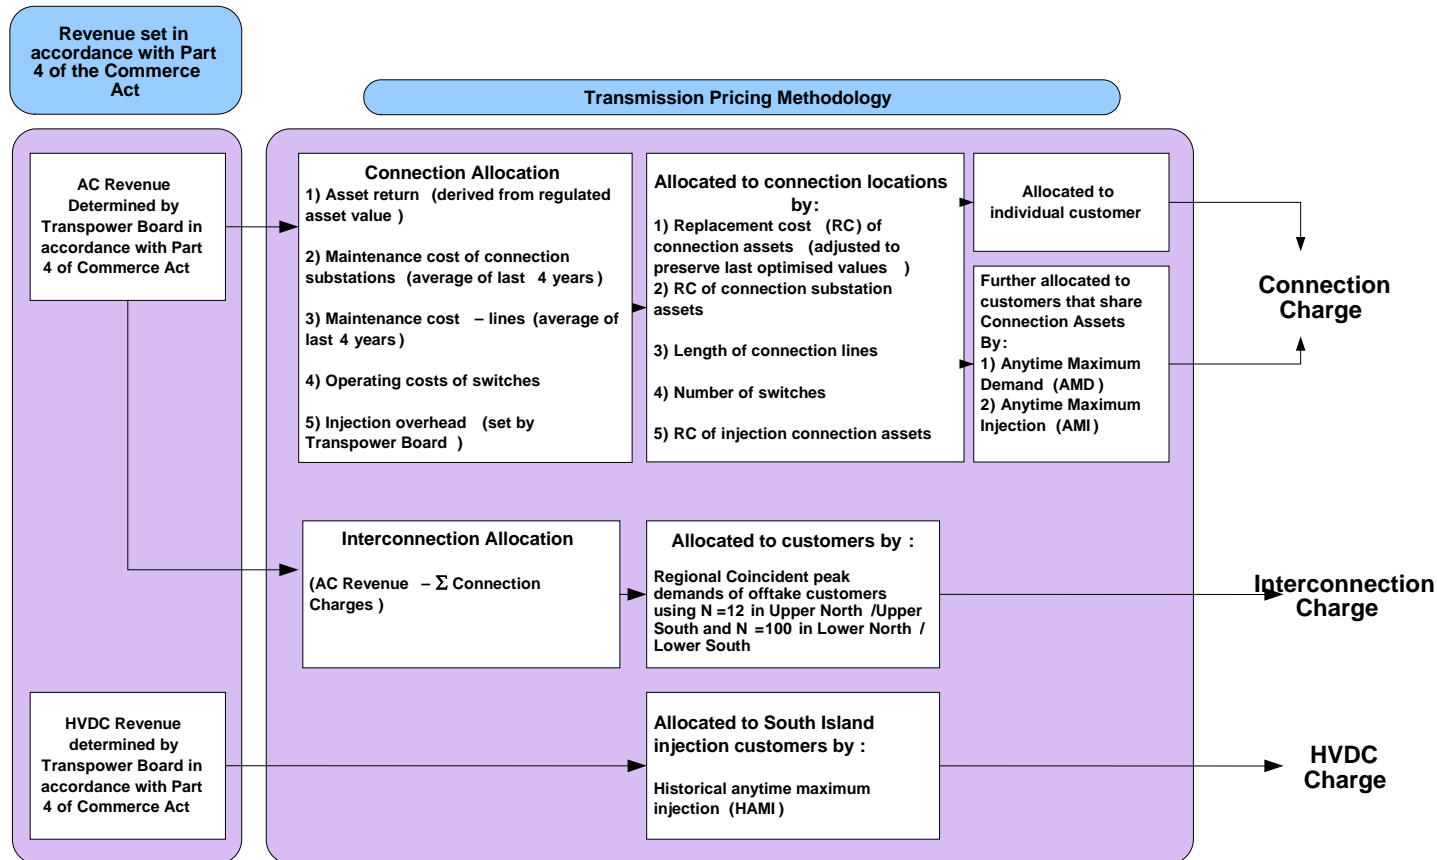 Revenue set in
accordance with Part
4 of the Commerce
Act
Transmission Pricing Methodology
AC Revenue
Determined by
Transpower Board in
accordance with Part
4 of Commerce Act
Connection Allocation
1) Asset return (derived from regulated
asset value )
2) Maintenance cost of connection
substations (average of last 4 years )
3) Maintenance cost – lines (average of
last 4 years )
4) Operating costs of switches
5) Injection overhead (set by
Transpower Board )
Allocated to connection locations
by:
1) Replacement cost (RC) of
connection assets (adjusted to
preserve last optimised values )
2) RC of connection substation
assets
3) Length of connection lines
4) Number of switches
5) RC of injection connection assets
Allocated to
individual customer
Further allocated to
customers that share
Connection Assets
By:
1) Anytime Maximum
Demand (AMD )
2) Anytime Maximum
Injection (AMI )
Connection
Charge
Interconnection Allocation
(AC Revenue – Σ Connection
Charges )
Allocated to customers by :
Regional Coincident peak
demands of offtake customers
using N =12 in Upper North /Upper
South and N =100 in Lower North /
Lower South
Interconnection
Charge
HVDC Revenue
determined by
Transpower Board in
accordance with Part
4 of Commerce Act
Allocated to South Island
injection customers by :
Historical anytime maximum
injection (HAMI )
HVDC
Charge